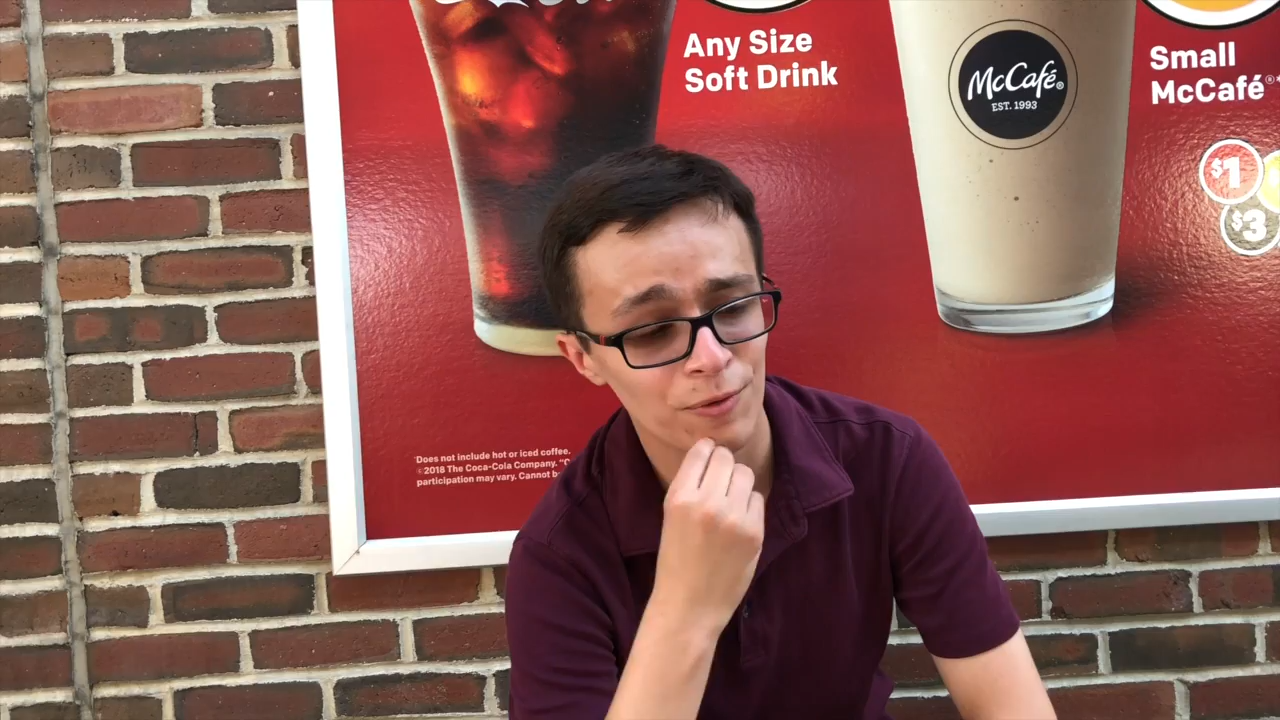 Any Size
Soft Drink
McCafé®
EST. 1993
Small
McCafé®
$1
$3
*Does not include hot or iced coffee.
©2018 The Coca-Cola Company.
participation may vary. Cannot